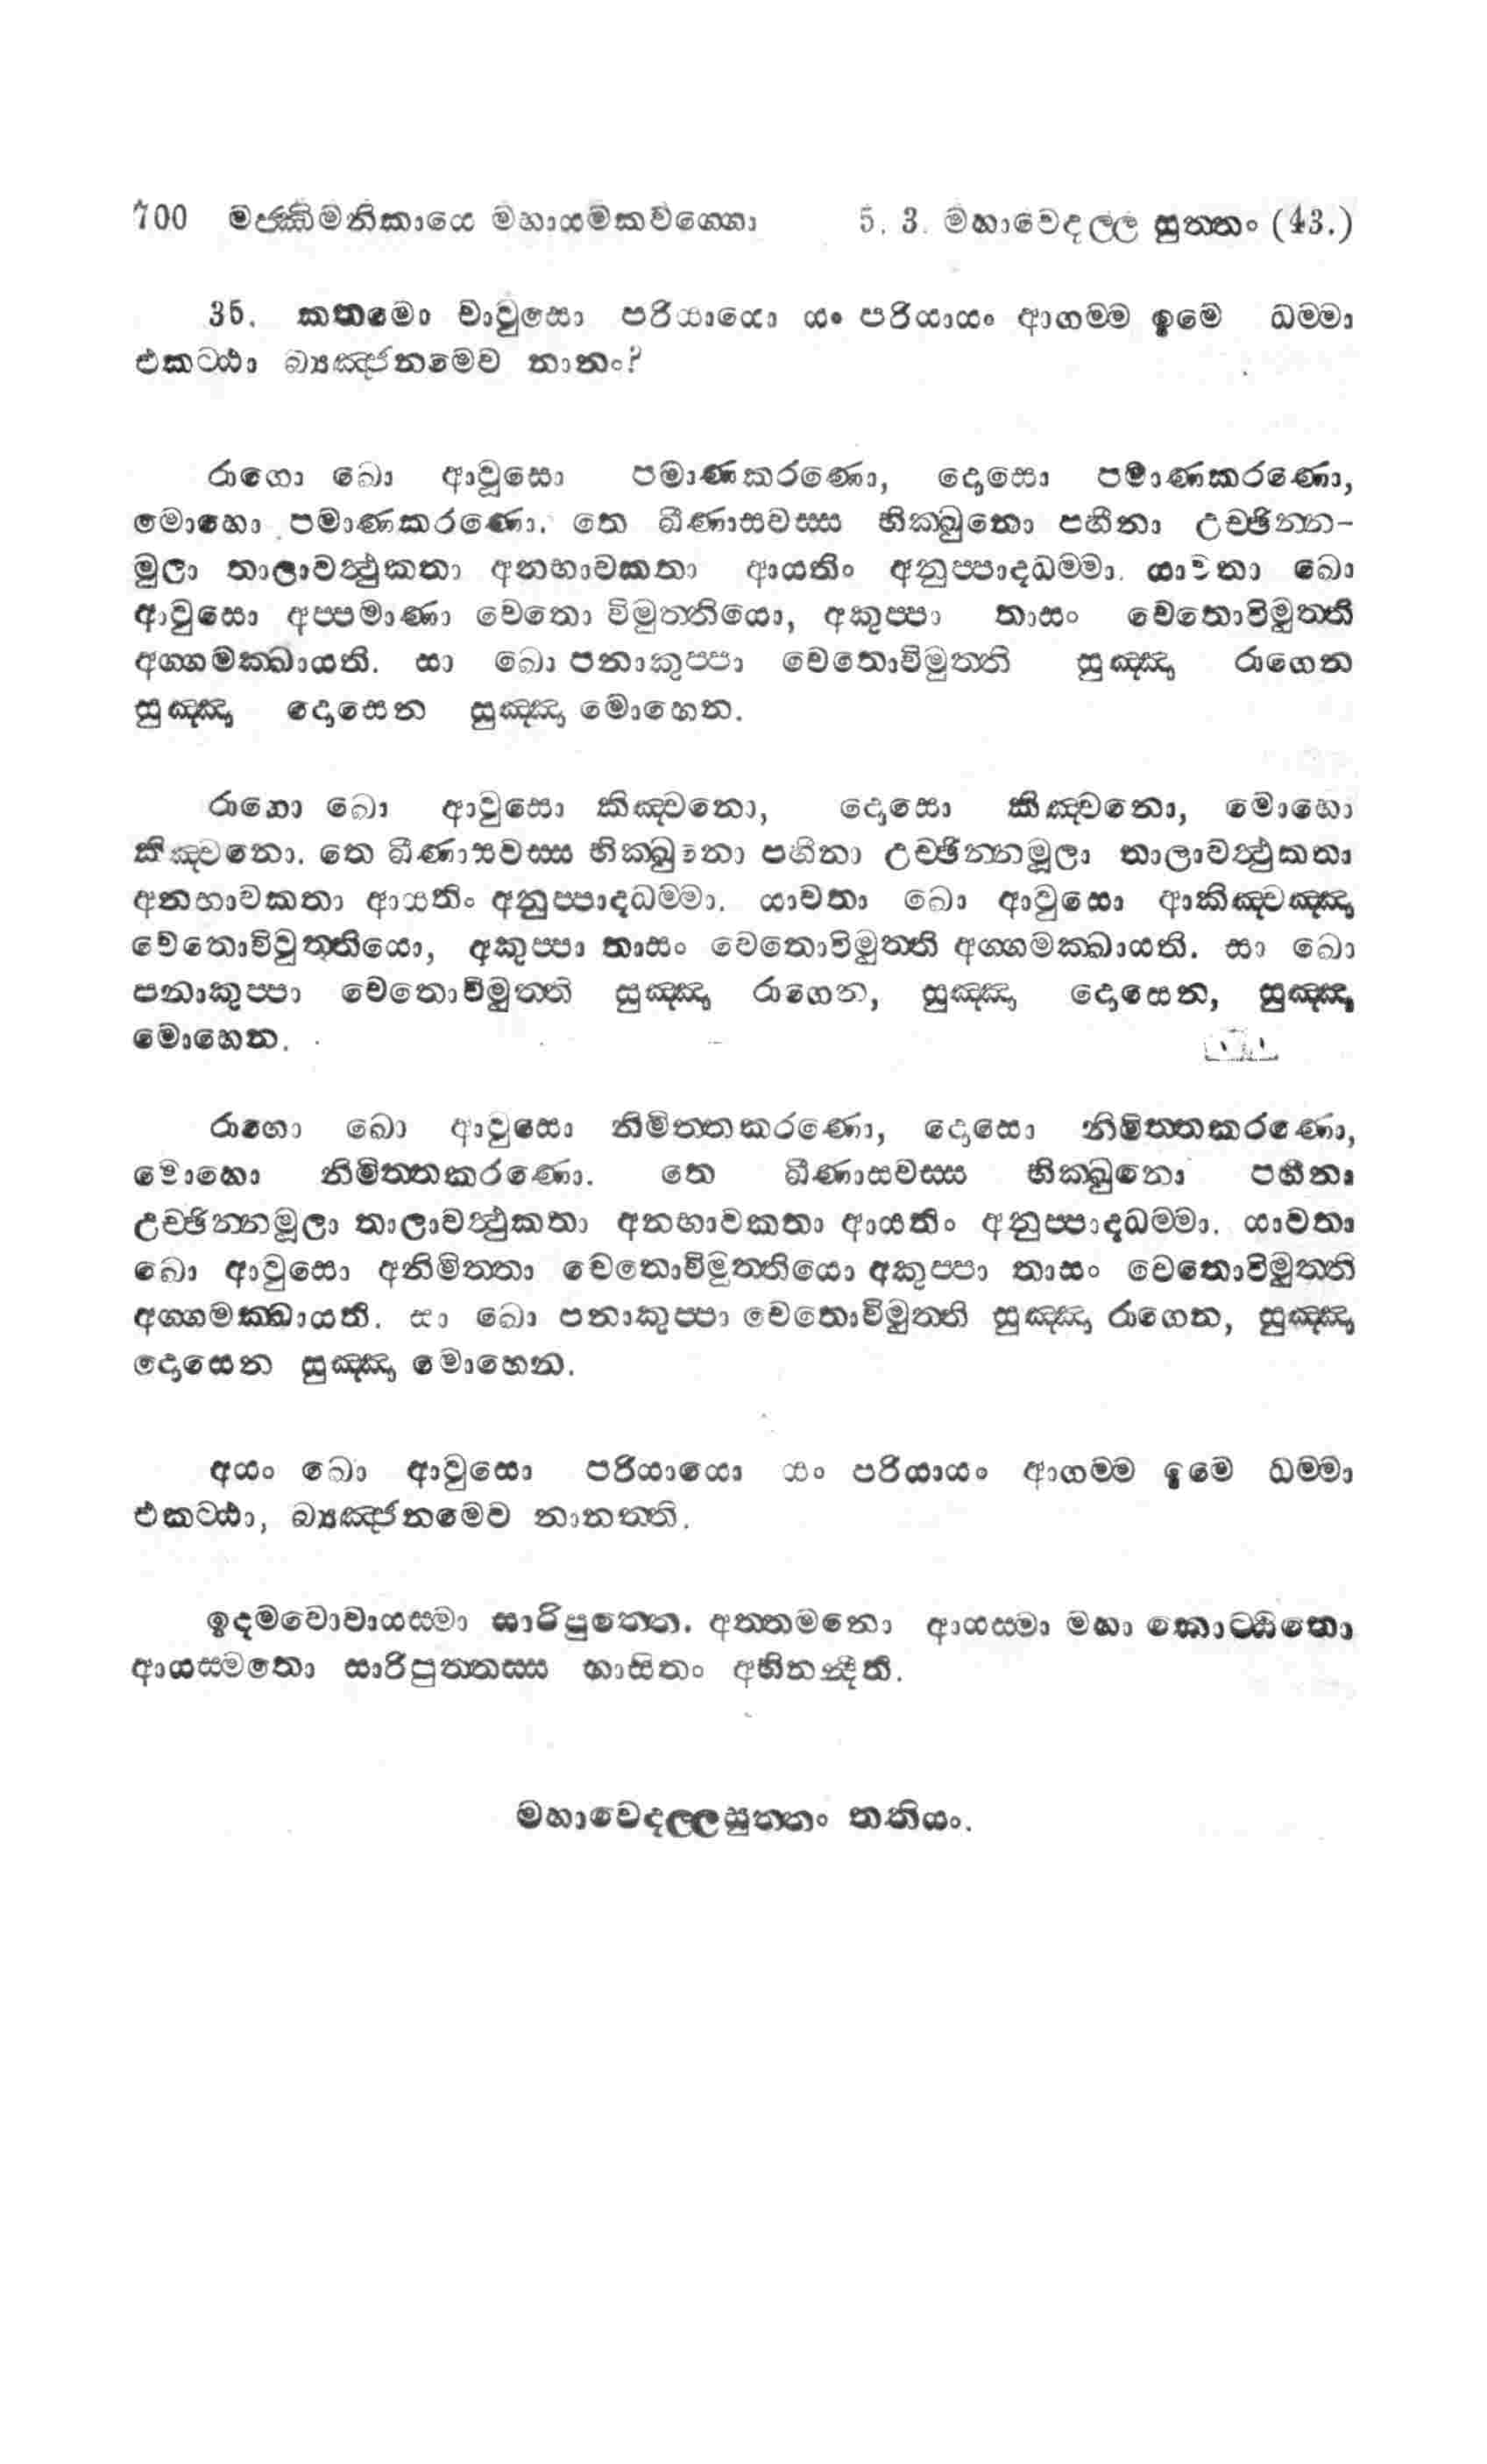 700 මජ්ඣිමනිකායෙ මහායමකවග්ගො 5. 3. මහාවෙදල්ල සුත්තං (43.)
35. කතමො චාවුසො පරියායො යං පරියායං ආගම්ම ඉමෙ ධම්මා
එකට්ඨා බ්‍යඤ්ජනමෙව නානං?
රාගො ඛො ආවුසො පමාණකරණො, දොසො පමාණකරණො,
මොහො පමාණකරණො. තෙ ඛීණාසවස්ස භික්ඛුනො පහීනා උච්ඡින්න-
මූලා තාලාවත්ථුකතා අනභාවකතා ආයතිං අනුප්පාදධම්මා. යාවතා ඛො
ආවුසො අප්පමාණා චෙතො විමුත්තියො, අකුප්පා තාසං චෙතොවිමුත්ති
අග්ගමක්ඛායති. සා ඛො පනාකුප්පා චෙතොවිමුත්ති සුඤ්ඤා රාගෙන
සුඤ්ඤා දොසෙන සුඤ්ඤා මොහෙන.
රාගො ඛො ආවුසො කිඤ්චනො, දොසො කිඤ්චනො, මොහො
කිඤ්චනො. තෙ ඛීණාසවස්ස භික්ඛුනො පහීනා උච්ඡින්නමූලා තාලාවත්ථුකතා
අනභාවකතා ආයතිං අනුප්පාදධම්මා. යාවතා ඛො ආවුසො ආකිඤ්චඤ්ඤා
චෙතොවිවුත්තියො, අකුප්පා තාසං චෙතොවිමුත්ති අග්ගමක්ඛායති. සා ඛො
පනාකුප්පා චෙතොවිමුත්ති සුඤ්ඤා රාගෙන, සුඤ්ඤා දොසෙන, සුඤ්ඤා
මොහෙන.
රාගො ඛො ආවුසො නිමිත්තකරණො, දොසො නිමිත්තකරණො,
මොහො නිමිත්තකරණො. තෙ ඛීණාසවස්ස භික්ඛුනො පහීනා
උච්ඡින්නමූලා තාලාවත්ථුකතා අනභාවකතා ආයතිං අනුප්පාදධම්මා. යාවතා
ඛො ආවුසො අනිමිත්තා චෙතොවිමුත්තියො අකුප්පා තාසං චෙතොවිමුත්ති
අග්ගමක්ඛායති. සා ඛො පනාකුප්පා චෙතොවිමුත්ති සුඤ්ඤා රාගෙන, සුඤ්ඤා
දොසෙන සුඤ්ඤා මොහෙන.
අයං ඛො ආවුසො පරියායො යං පරියායං ආගම්ම ඉමෙ ධම්මා
එකට්ඨා, බ්‍යඤ්ජනමෙව නානන්ති.
ඉදමවොචායස්මා සාරිපුත්තෙන. අත්තමනො ආයස්මා මහා කොට්ඨිතො
ආයස්මතො සාරිපුත්තස්ස භාසිතං අභිනන්දීති.
මහාවෙදල්ලසුත්තං තතියං.